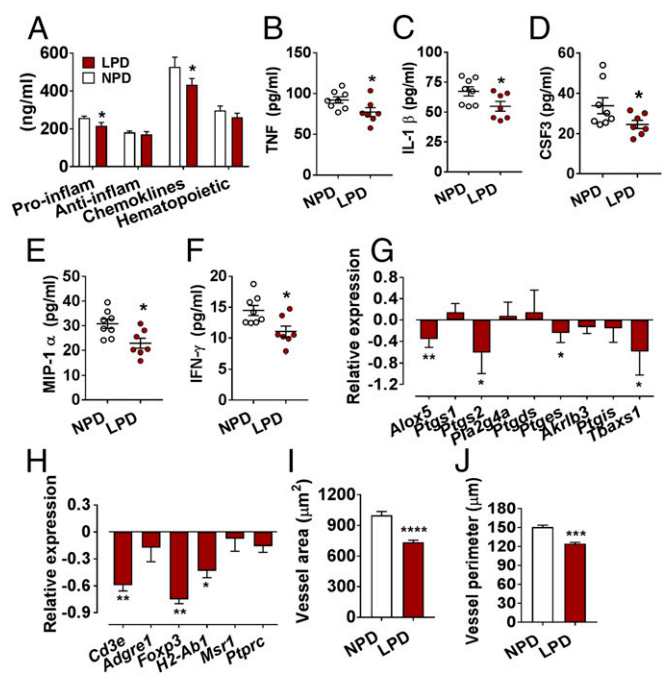 A
(ng/ml)
600
400
200
0
LPD
NPD
*
*
Pro-inflam
Anti-inflam
Chemoklines
Hematopoietic
B
TNF (pg/ml)
150
100
50
0
*
NPD
LPD
C
IL-1 β (pg/ml)
100
75
50
25
0
*
NPD
LPD
D
CSF3 (pg/ml)
60
40
20
0
*
NPD
LPD
E
MIP-1 α (pg/ml)
50
40
30
20
10
0
*
NPD
LPD
F
IFN-γ (pg/ml)
25
20
15
10
5
0
*
NPD
LPD
G
Relative expression
0.8
0.4
0.0
-0.4
-0.8
-1.2
**
*
*
*
Alox5
Ptgs1
Ptgs2
Pla2g4a
Ptgds
Ptges
Akrlb3
Ptgis
Tbaxs1
H
Relative expression
0.3
0
-0.3
-0.6
-0.9
**
**
*
Cd3e
Adgre1
Foxp3
H2-Ab1
Msr1
Ptprc
I
Vessel area (μm²)
1200
900
600
300
0
****
NPD
LPD
J
Vessel perimeter (μm)
180
150
120
90
60
30
0
***
NPD
LPD